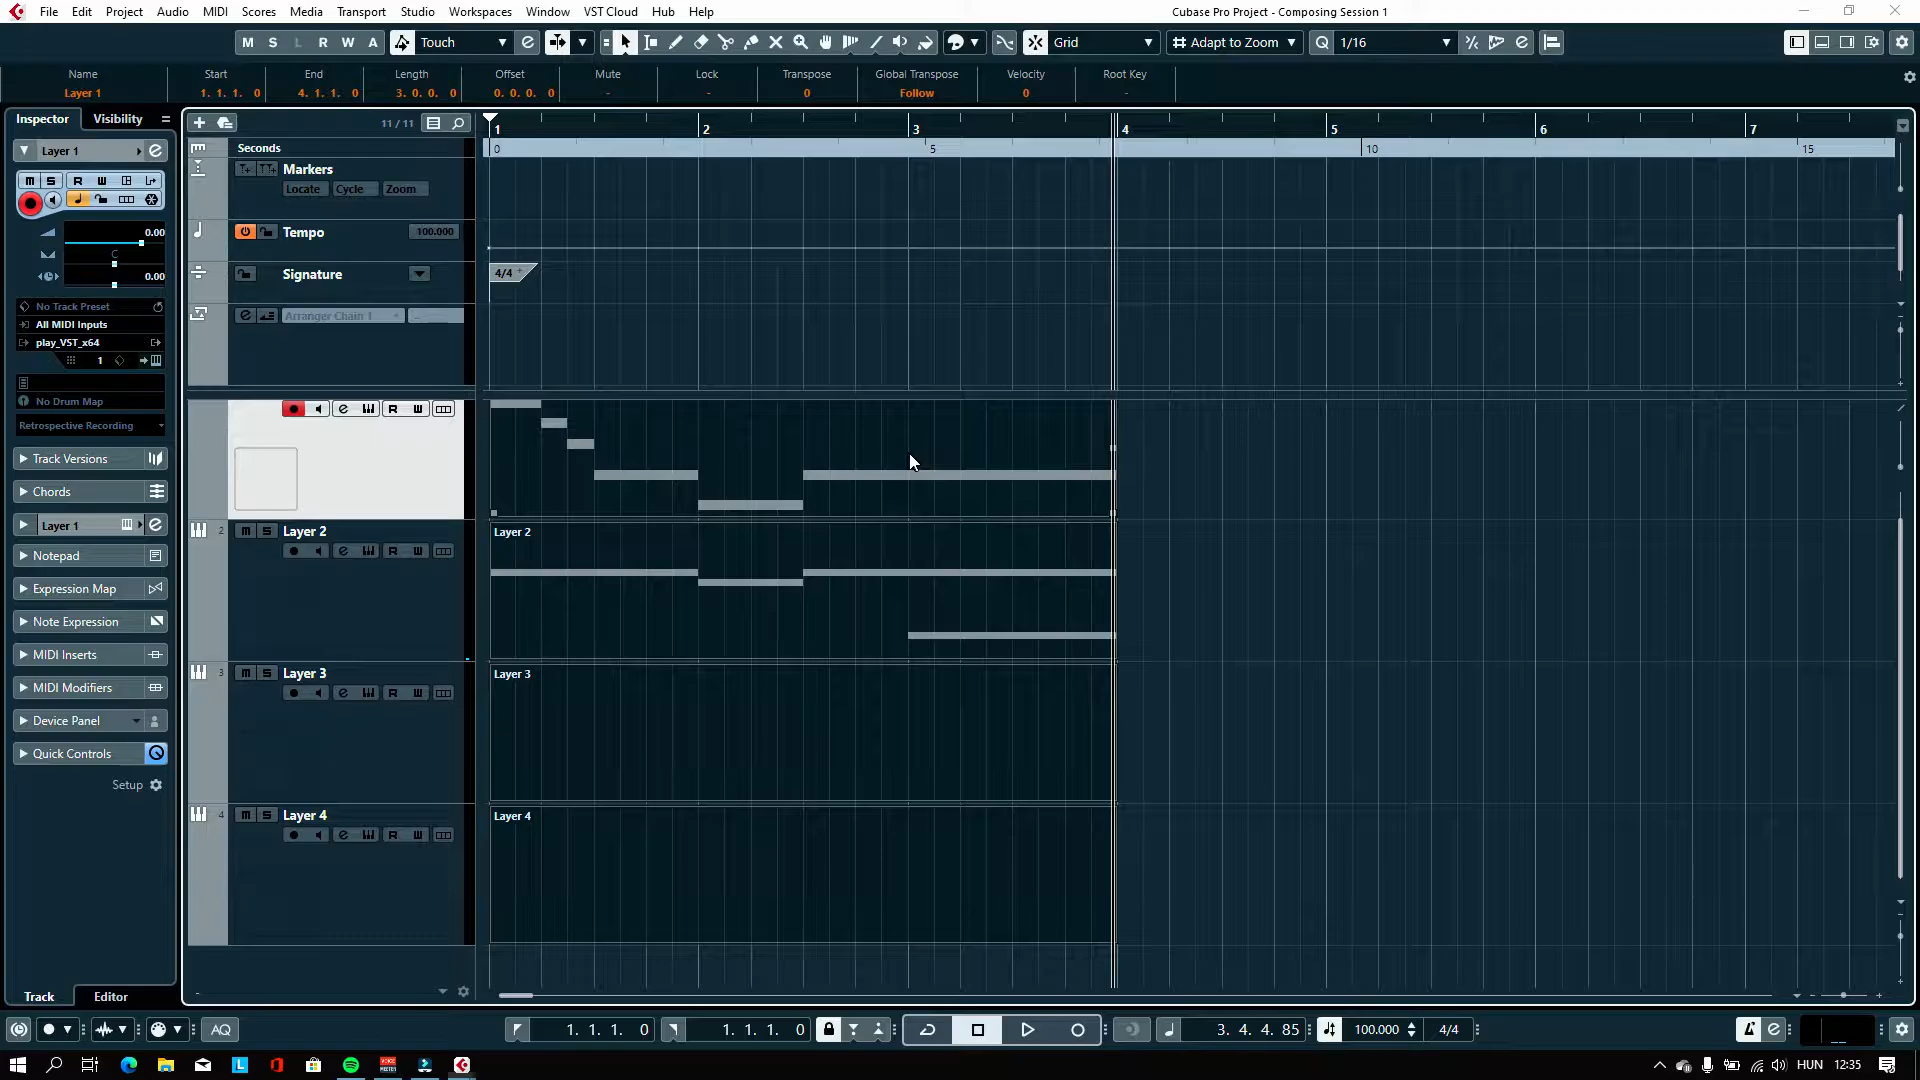 File Edit Project Audio MIDI Scores Media Transport Studio Workspaces Window VST Cloud Hub Help
Cubase Pro Project - Composing Session 1
M S L R W A Touch Grid Adapt to Zoom Q 1/16
Name Start End Length Offset Mute Lock Transpose Global Transpose Velocity Root Key
Layer 1 1. 1. 1. 0 4. 1. 1. 0 3. 0. 0. 0 0. 0. 0. 0 - - 0 Follow 0 -
Inspector Visibility
11 / 11
1 2 3 4 5 6 7
Seconds
0 5 10 15
Layer 1
M S R W
0.00
C
0.00
No Track Preset
All MIDI Inputs
play_VST_x64
1
No Drum Map
Retrospective Recording
Track Versions
Chords
Layer 1
Notepad
Expression Map
Note Expression
MIDI Inserts
MIDI Modifiers
Device Panel
Quick Controls
Setup
Track Editor
Markers
Locate Cycle Zoom
Tempo 100.000
Signature
4/4
Arranger Chain 1
R W
2 M S Layer 2
R W
Layer 2
3 M S Layer 3
R W
Layer 3
4 M S Layer 4
R W
Layer 4
AQ
1. 1. 1. 0 1. 1. 1. 0 3. 4. 4. 85 100.000 4/4
HUN 12:35